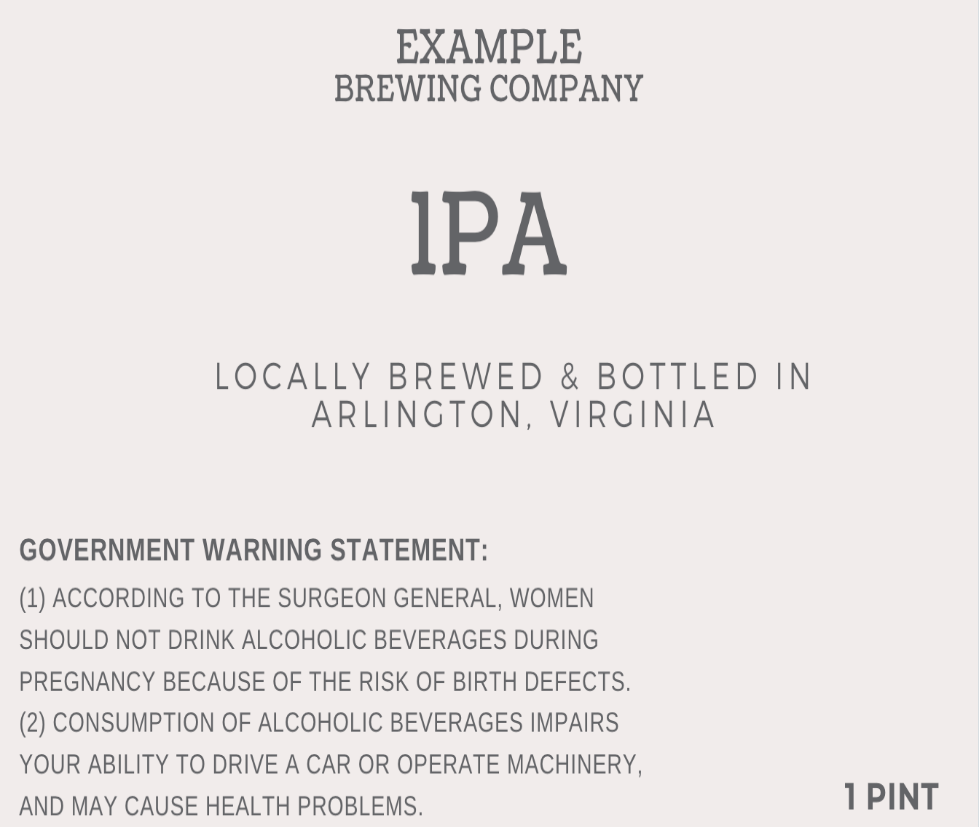 EXAMPLE
BREWING COMPANY
IPA
LOCALLY BREWED & BOTTLED IN
ARLINGTON, VIRGINIA
GOVERNMENT WARNING STATEMENT:
(1) ACCORDING TO THE SURGEON GENERAL, WOMEN
SHOULD NOT DRINK ALCOHOLIC BEVERAGES DURING
PREGNANCY BECAUSE OF THE RISK OF BIRTH DEFECTS.
(2) CONSUMPTION OF ALCOHOLIC BEVERAGES IMPAIRS
YOUR ABILITY TO DRIVE A CAR OR OPERATE MACHINERY,
AND MAY CAUSE HEALTH PROBLEMS.
1 PINT